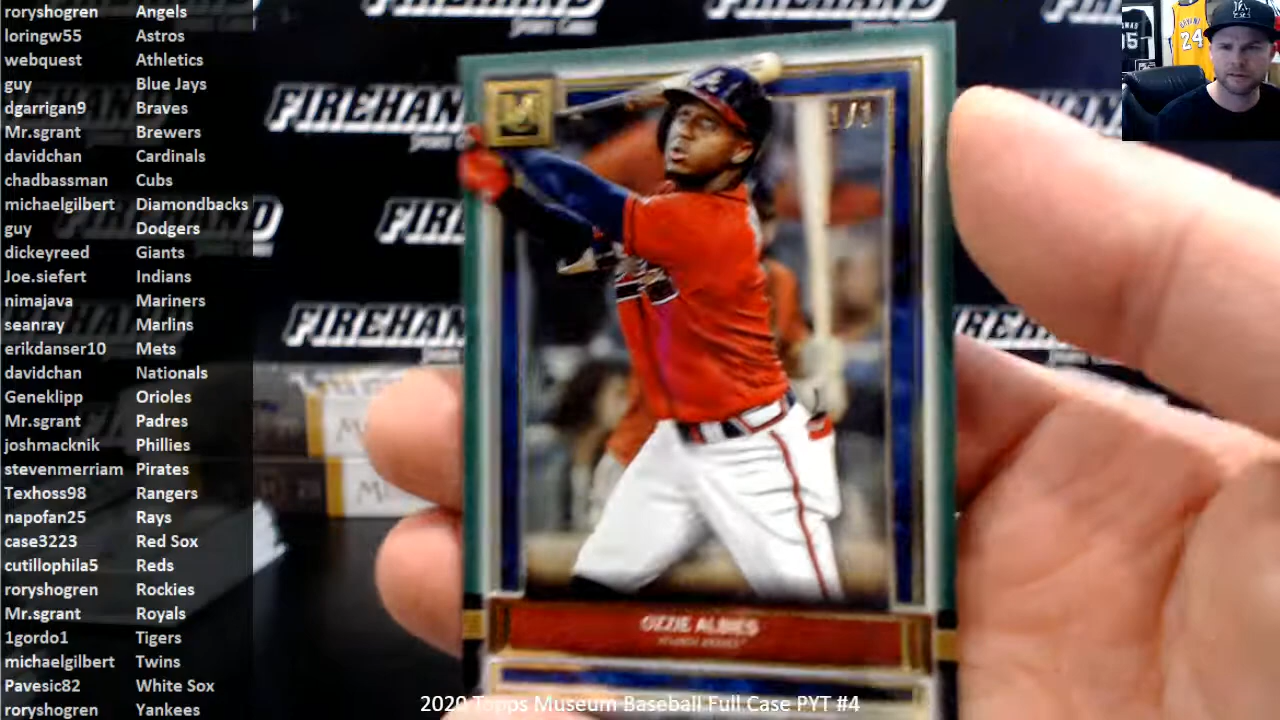 roryshogren Angels
loringw55 Astros
webquest Athletics
guy Blue Jays
dgarrigan9 Braves
Mr.sgrant Brewers
davidchan Cardinals
chadbassman Cubs
michaelgilbert Diamondbacks
guy Dodgers
dickeyreed Giants
Joe.siefert Indians
nimajava Mariners
seanray Marlins
erikdanser10 Mets
davidchan Nationals
Geneklipp Orioles
Mr.sgrant Padres
joshmacknik Phillies
stevenmerriam Pirates
Texhoss98 Rangers
napofan25 Rays
case3223 Red Sox
cutillophila5 Reds
roryshogren Rockies
Mr.sgrant Royals
1gordo1 Tigers
michaelgilbert Twins
Pavesic82 White Sox
roryshogren Yankees
FIREHAND
FIREHAN
FIREHAN
1/1
OZZIE ALBIES
24
LA
2020 Topps Museum Baseball Full Case PYT #4